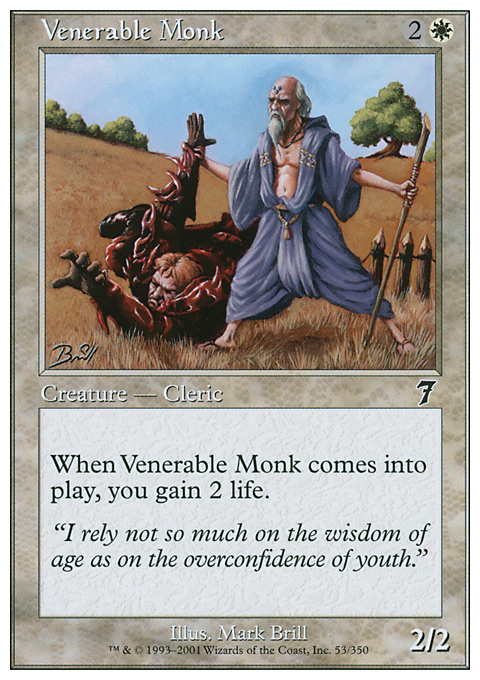 Venerable Monk 2
Brill
Creature — Cleric 7
When Venerable Monk comes into
play, you gain 2 life.
“I rely not so much on the wisdom of
age as on the overconfidence of youth.”
Illus. Mark Brill
™ & © 1993–2001 Wizards of the Coast, Inc. 53/350
2/2